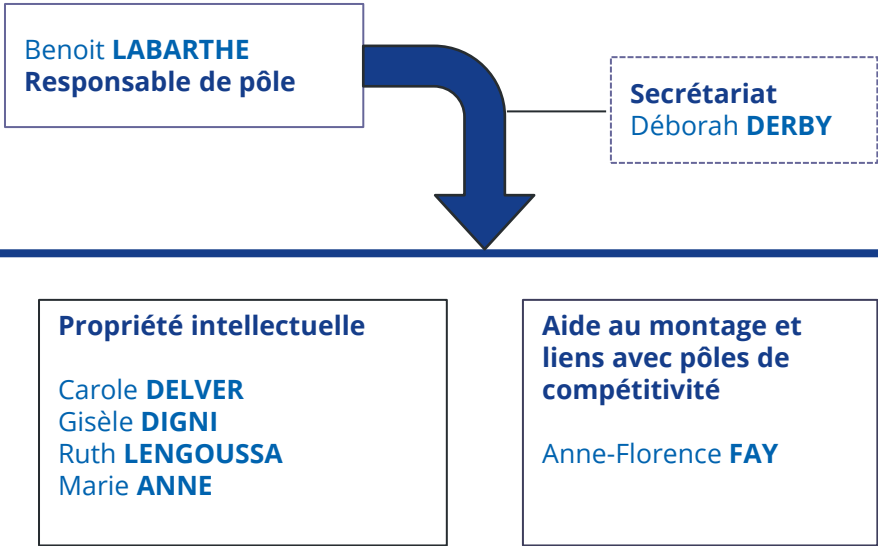 Benoit LABARTHE
Responsable de pôle
Secrétariat
Déborah DERBY
Propriété intellectuelle
Carole DELVER
Gisèle DIGNI
Ruth LENGOUSSA
Marie ANNE
Aide au montage et
liens avec pôles de
compétitivité
Anne-Florence FAY